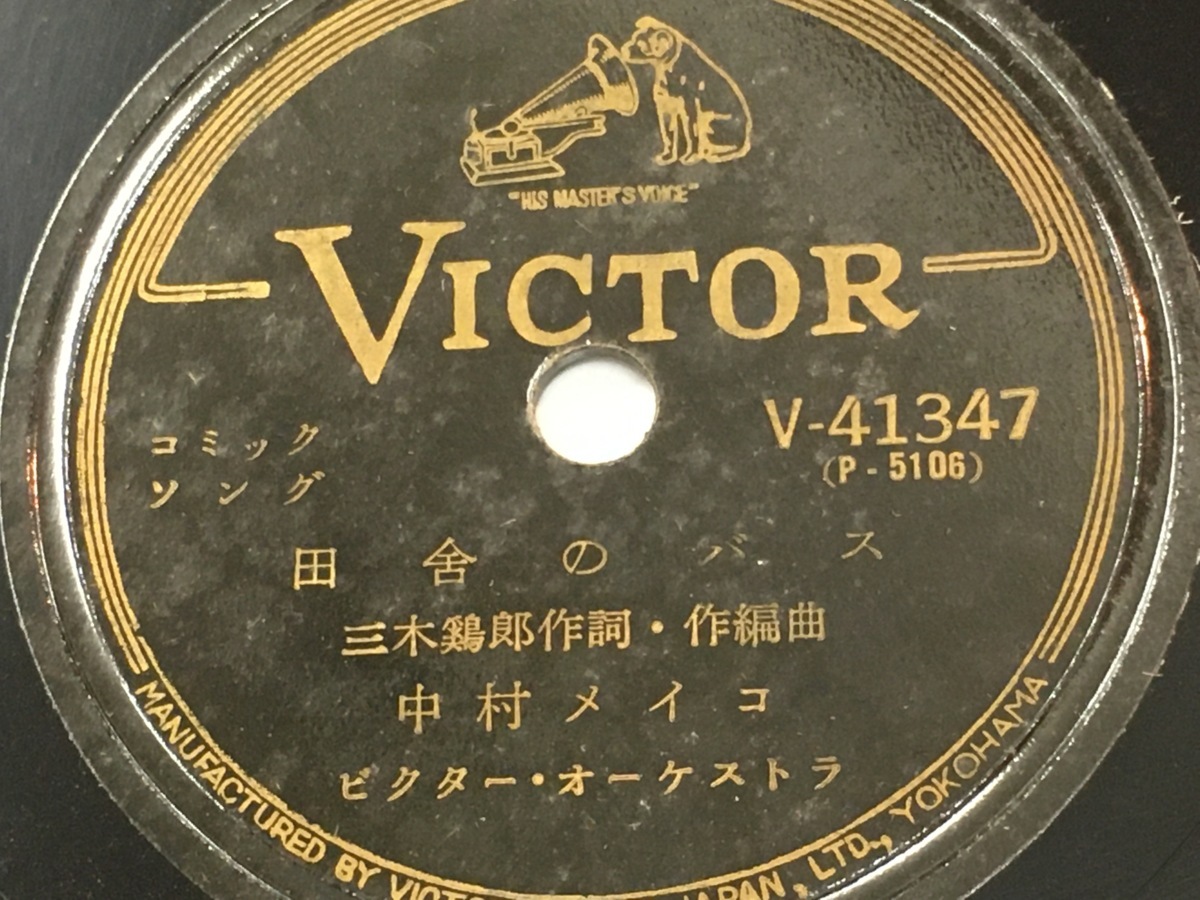 "HIS MASTER'S VOICE"
VICTOR
V-41347
(P-5106)
コミック
ソング
田舎のバス
三木鶏郎作詞・作編曲
中村メイコ
ビクター・オーケストラ
MANUFACTURED BY VICTO JAPAN, LTD., YOKOHAMA